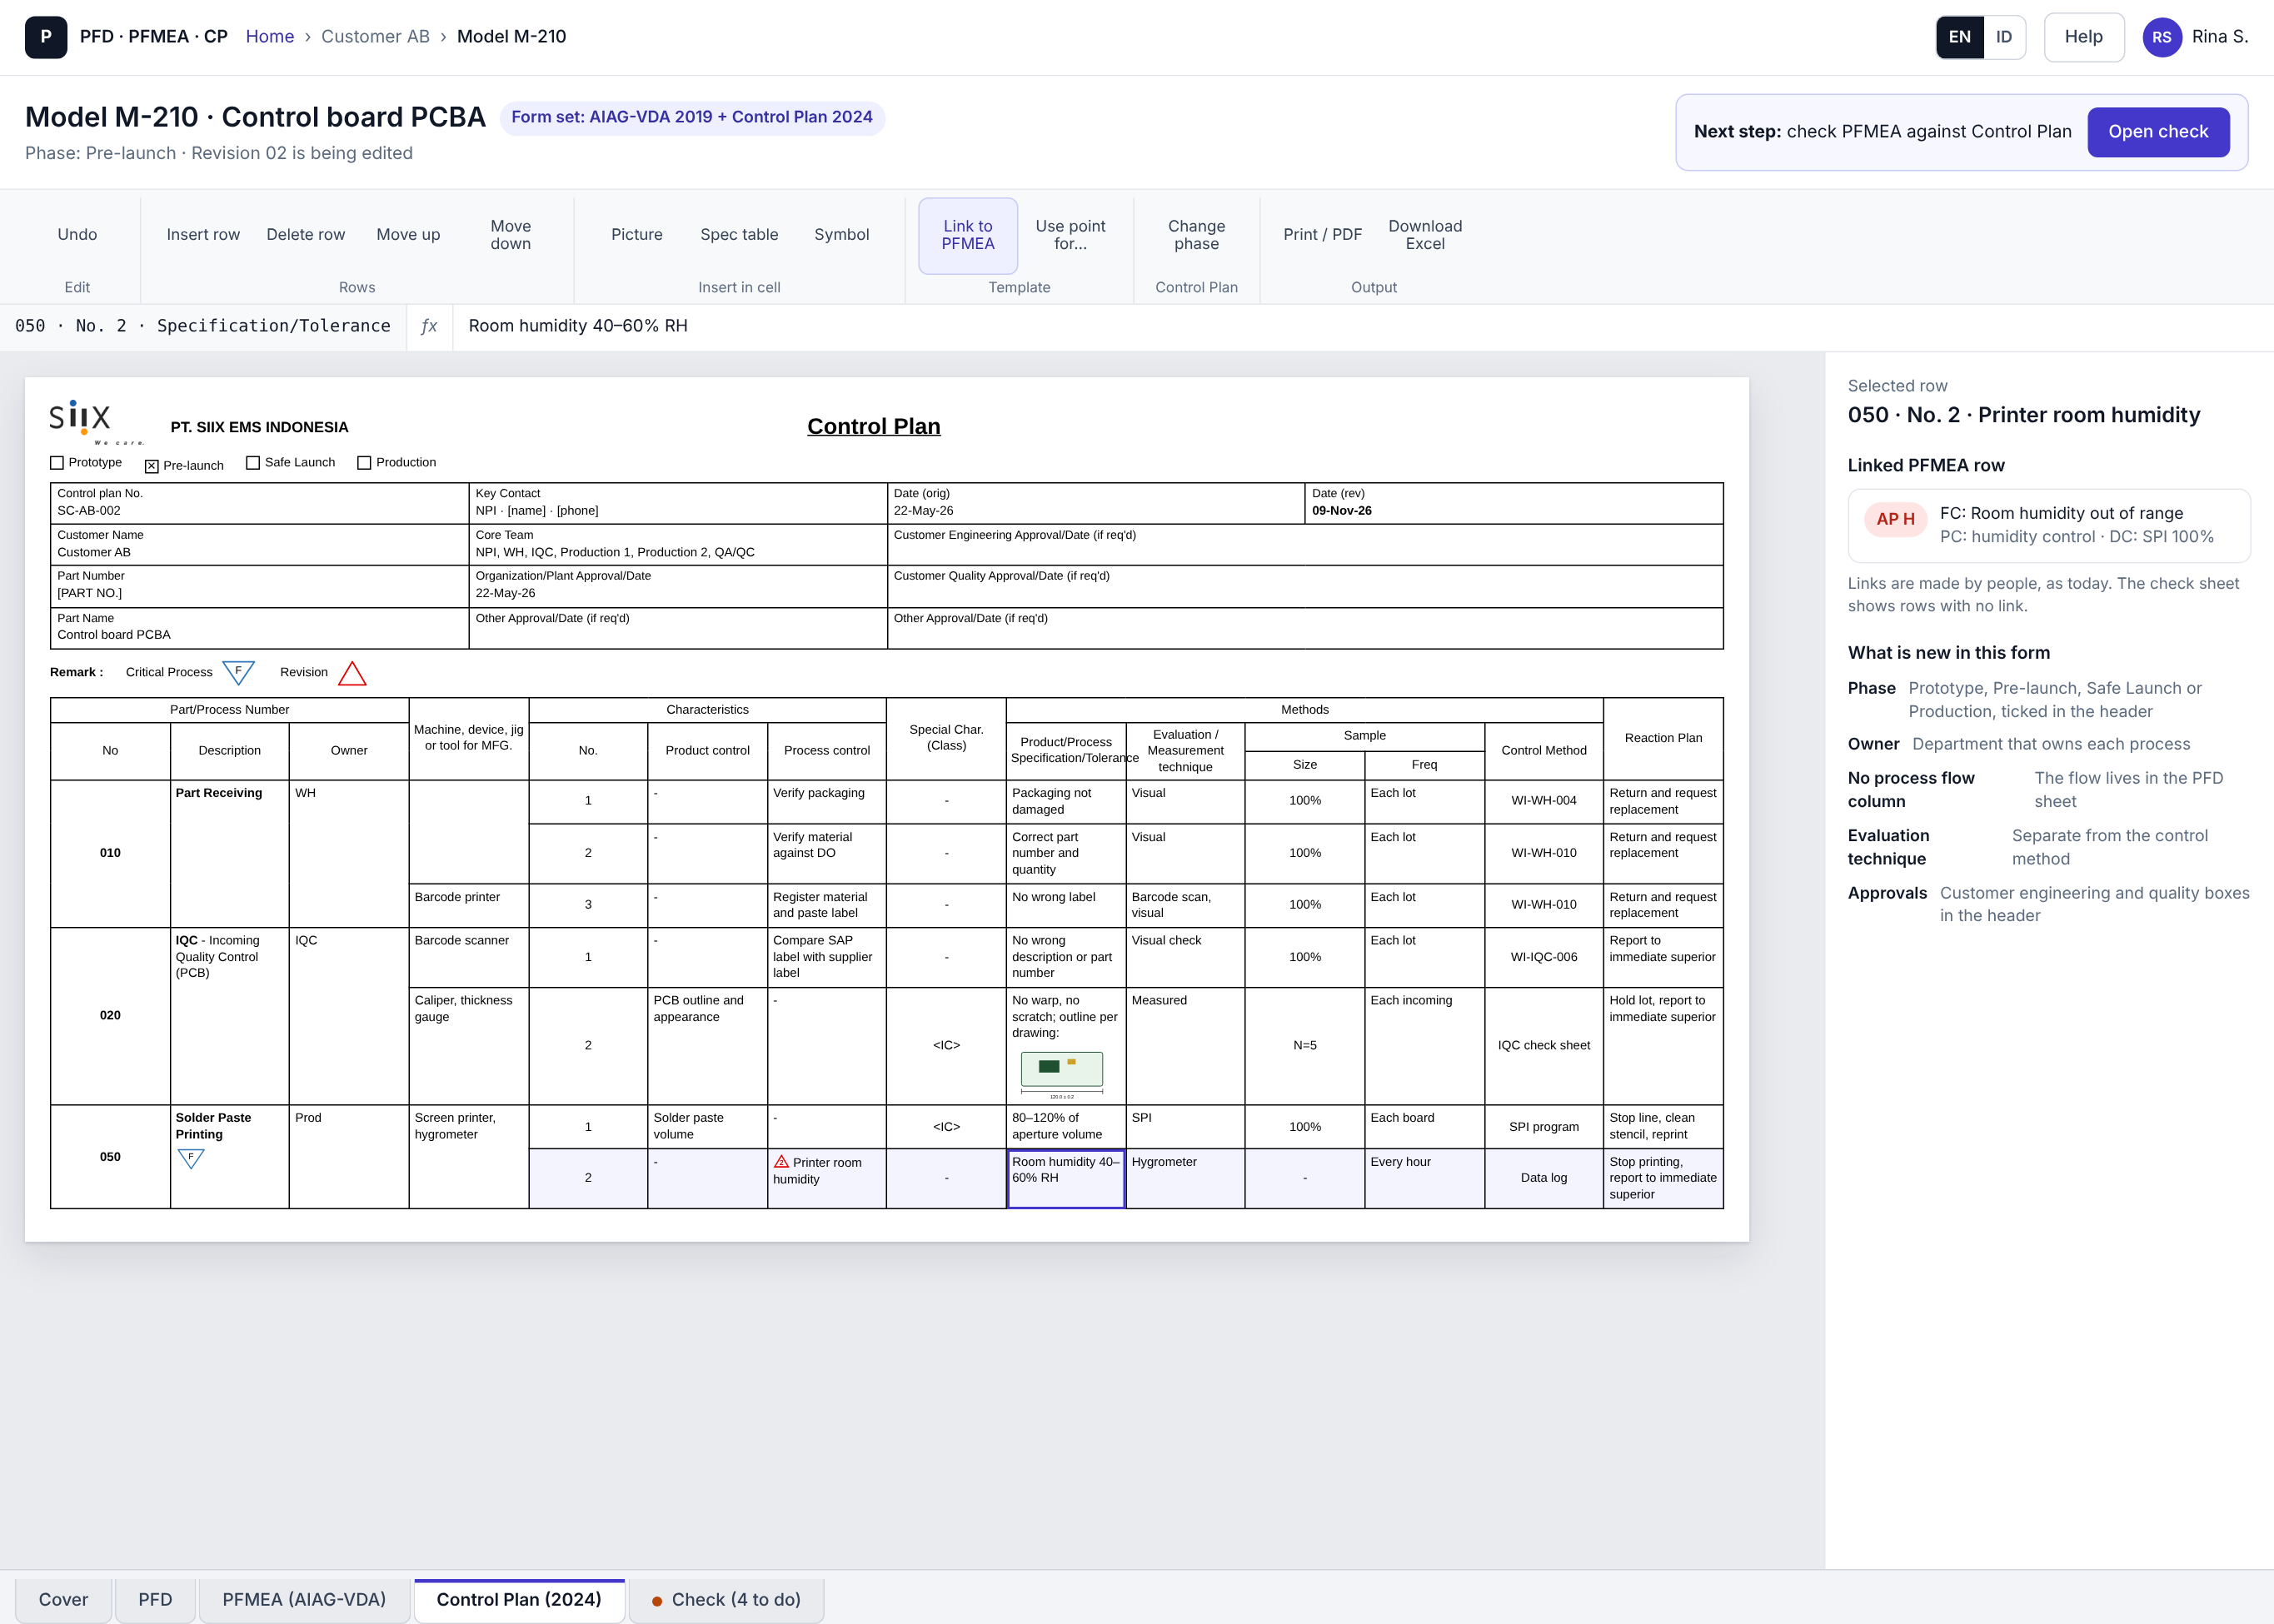 P PFD · PFMEA · CP Home › Customer AB › Model M-210 EN ID Help RS Rina S.
Model M-210 · Control board PCBA Form set: AIAG-VDA 2019 + Control Plan 2024
Phase: Pre-launch · Revision 02 is being edited
Next step: check PFMEA against Control Plan Open check
Undo Insert row Delete row Move up Move down Picture Spec table Symbol Link to PFMEA Use point for... Change phase Print / PDF Download Excel
Edit Rows Insert in cell Template Control Plan Output
050 · No. 2 · Specification/Tolerance fx Room humidity 40–60% RH
SIIX
We care.
PT. SIIX EMS INDONESIA
Control Plan
Prototype Pre-launch Safe Launch Production
Control plan No. Key Contact Date (orig) Date (rev)
SC-AB-002 NPI · [name] · [phone] 22-May-26 09-Nov-26
Customer Name Core Team Customer Engineering Approval/Date (if req'd)
Customer AB NPI, WH, IQC, Production 1, Production 2, QA/QC
Part Number Organization/Plant Approval/Date Customer Quality Approval/Date (if req'd)
[PART NO.] 22-May-26
Part Name Other Approval/Date (if req'd) Other Approval/Date (if req'd)
Control board PCBA
Remark : Critical Process F Revision
Part/Process Number Machine, device, jig or tool for MFG. Characteristics Special Char. (Class) Methods Reaction Plan
No Description Owner No. Product control Process control Product/Process Specification/Tolerance Evaluation / Measurement technique Sample Control Method
Size Freq
010 Part Receiving WH 1 - Verify packaging - Packaging not damaged Visual 100% Each lot WI-WH-004 Return and request replacement
2 - Verify material against DO - Correct part number and quantity Visual 100% Each lot WI-WH-010 Return and request replacement
Barcode printer 3 - Register material and paste label - No wrong label Barcode scan, visual 100% Each lot WI-WH-010 Return and request replacement
020 IQC - Incoming Quality Control (PCB) IQC Barcode scanner 1 - Compare SAP label with supplier label - No wrong description or part number Visual check 100% Each lot WI-IQC-006 Report to immediate superior
Caliper, thickness gauge 2 PCB outline and appearance - <IC> No warp, no scratch; outline per drawing: 120.0 ± 0.2 Measured N=5 Each incoming IQC check sheet Hold lot, report to immediate superior
050 Solder Paste Printing F Prod Screen printer, hygrometer 1 Solder paste volume - <IC> 80–120% of aperture volume SPI 100% Each board SPI program Stop line, clean stencil, reprint
2 - 2 Printer room humidity - Room humidity 40–60% RH Hygrometer - Every hour Data log Stop printing, report to immediate superior
Selected row
050 · No. 2 · Printer room humidity
Linked PFMEA row
AP H FC: Room humidity out of range
PC: humidity control · DC: SPI 100%
Links are made by people, as today. The check sheet
shows rows with no link.
What is new in this form
Phase Prototype, Pre-launch, Safe Launch or
Production, ticked in the header
Owner Department that owns each process
No process flow column The flow lives in the PFD sheet
Evaluation technique Separate from the control method
Approvals Customer engineering and quality boxes
in the header
Cover PFD PFMEA (AIAG-VDA) Control Plan (2024) Check (4 to do)